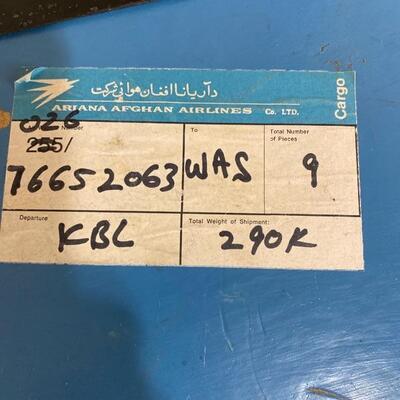 د آریانا افغان هوائی شرکت
ARIANA AFGHAN AIRLINES Co. LTD.
Cargo
Number
To
Total Number of Pieces
026
255/
76652063
WAS
9
Departure
Total Weight of Shipment:
KBL
290K